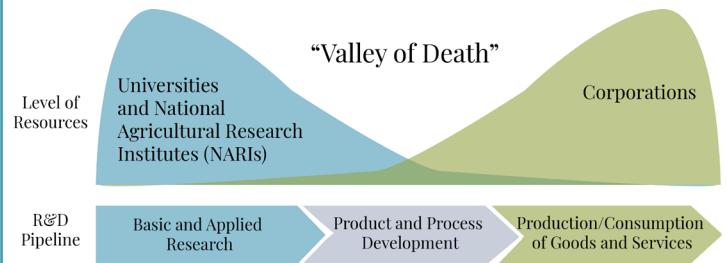 “Valley of Death”
Level of
Resources
Universities
and National
Agricultural Research
Institutes (NARIs)
Corporations
R&D
Pipeline
Basic and Applied
Research
Product and Process
Development
Production/Consumption
of Goods and Services